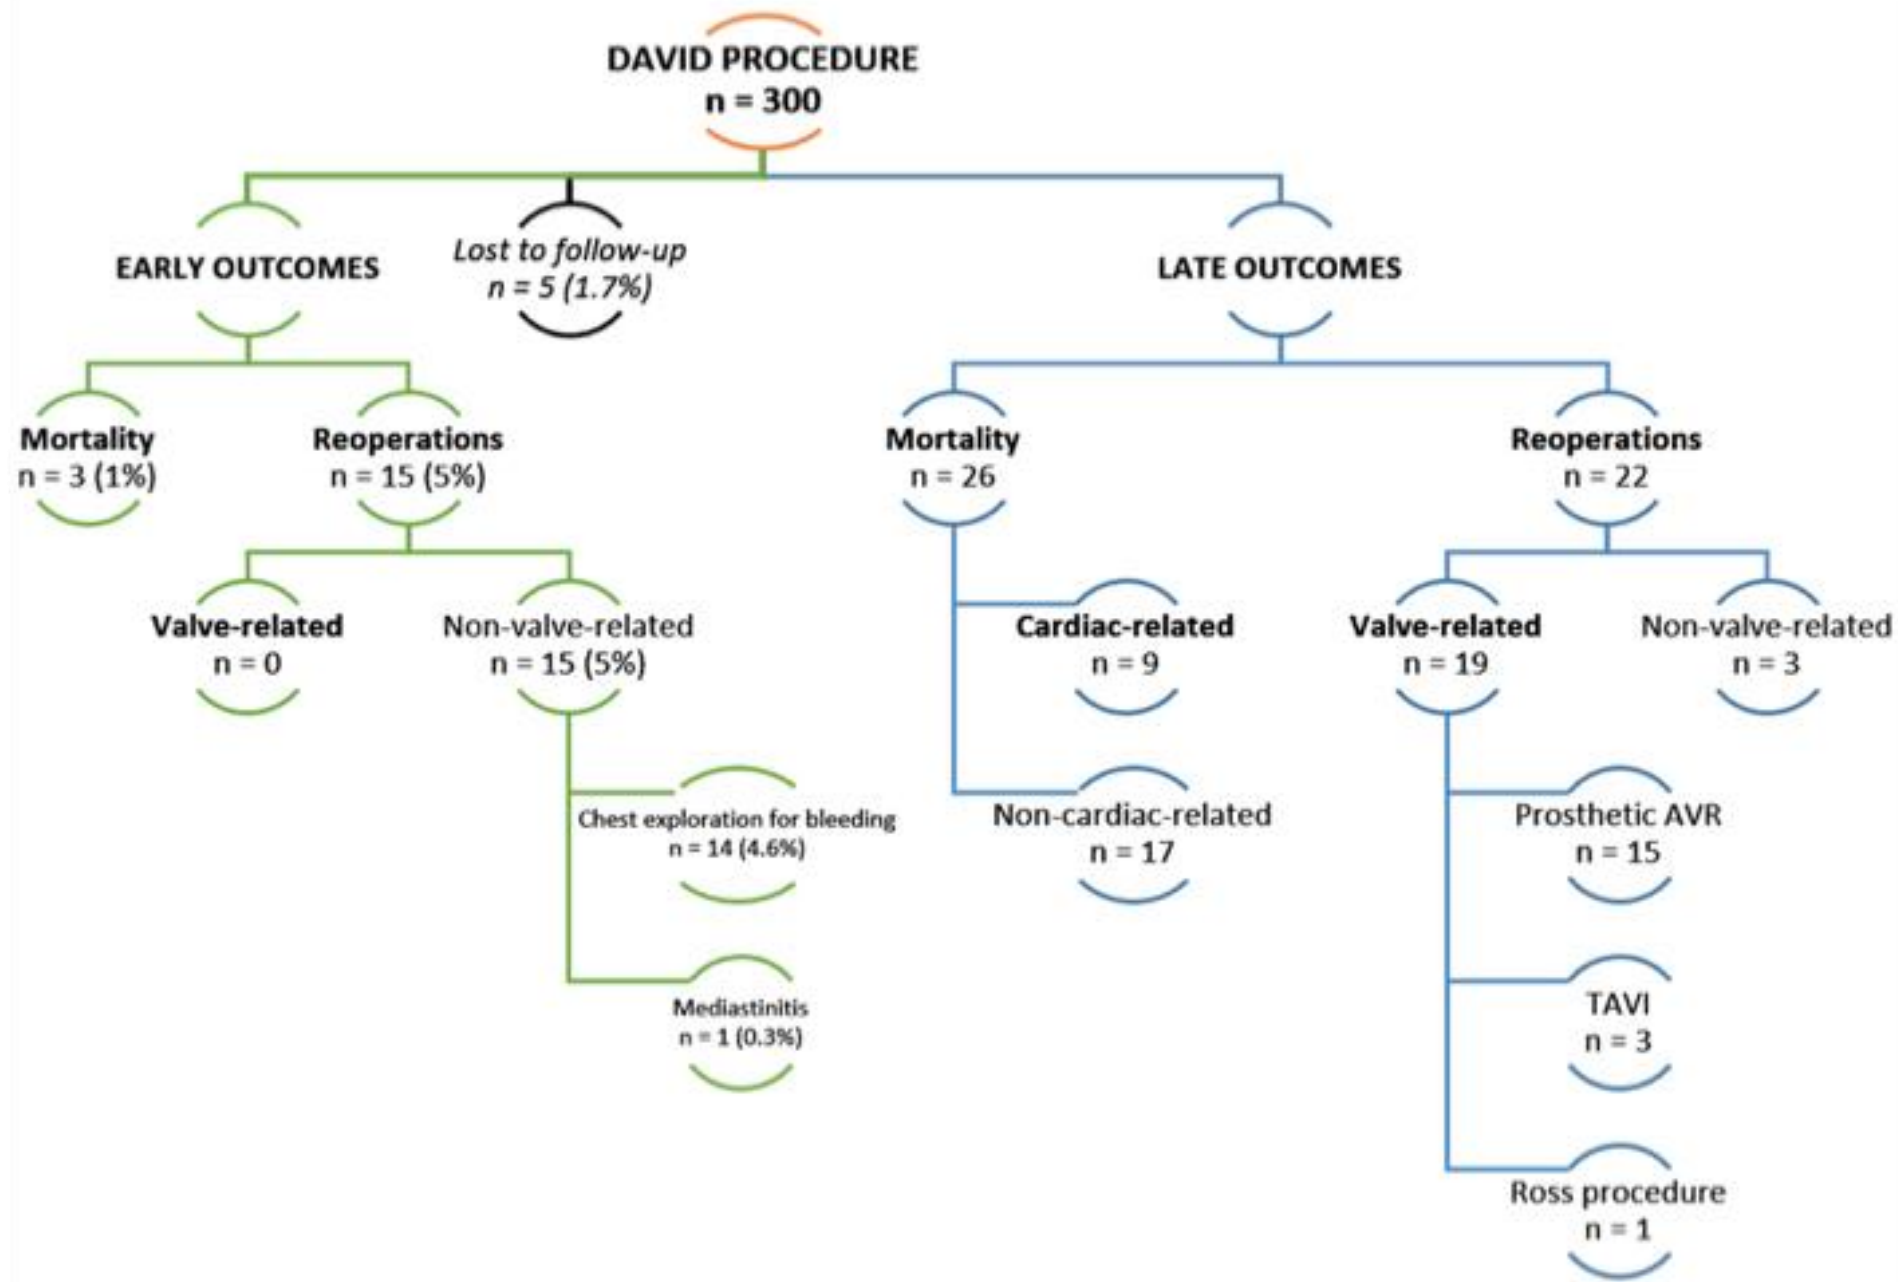 DAVID PROCEDURE
n = 300
EARLY OUTCOMES
Lost to follow-up
n = 5 (1.7%)
LATE OUTCOMES
Mortality
n = 3 (1%)
Reoperations
n = 15 (5%)
Mortality
n = 26
Reoperations
n = 22
Valve-related
n = 0
Non-valve-related
n = 15 (5%)
Cardiac-related
n = 9
Valve-related
n = 19
Non-valve-related
n = 3
Chest exploration for bleeding
n = 14 (4.6%)
Non-cardiac-related
n = 17
Prosthetic AVR
n = 15
Mediastinitis
n = 1 (0.3%)
TAVI
n = 3
Ross procedure
n = 1